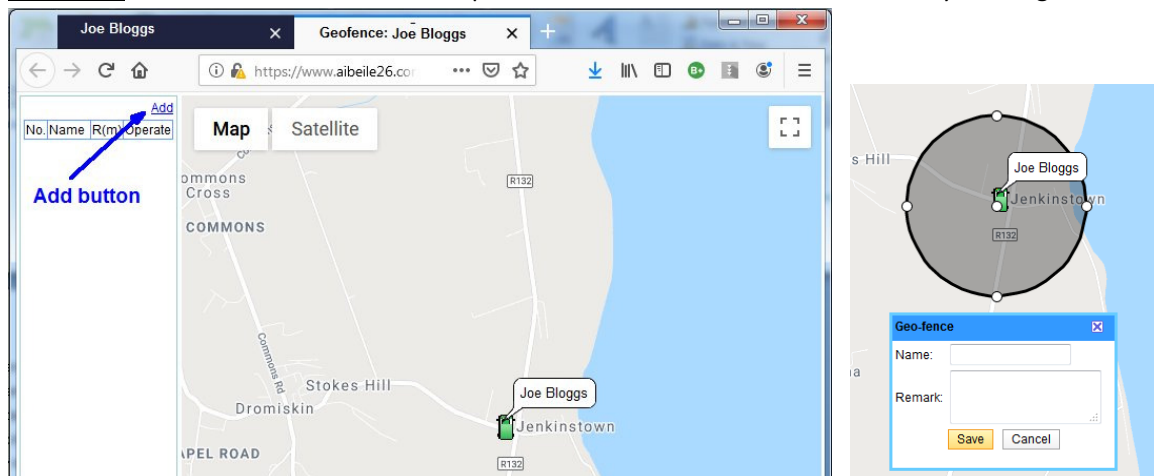 Joe Bloggs
Geofence: Joe Bloggs
https://www.aibeile26.co
Add
No. Name R(m) Operate
Add button
Map Satellite
ommons
Cross
R132
COMMONS
Commons Rd
Stokes Hill
Dromiskin
Joe Bloggs
Jenkinstown
APEL ROAD
R132
s Hill
Joe Bloggs
Jenkinstown
R132
Geo-fence
Name:
Remark:
Save Cancel
a